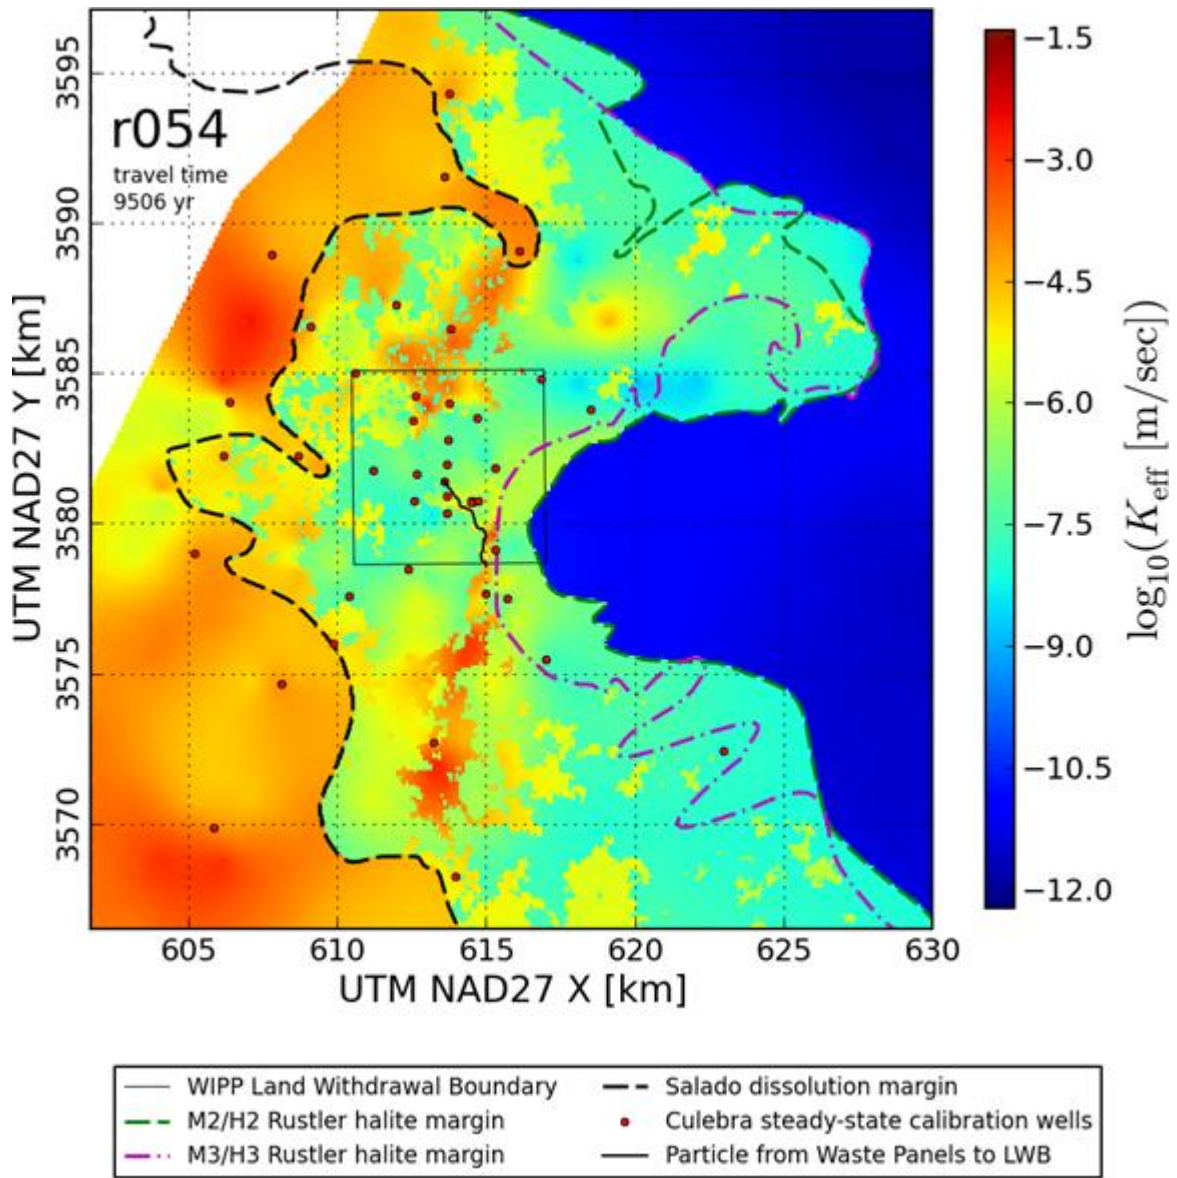 r054
travel time
9506 yr
3595
3590
3585
3580
3575
3570
UTM NAD27 Y [km]
605 610 615 620 625 630
UTM NAD27 X [km]
−1.5
−3.0
−4.5
−6.0
−7.5
−9.0
−10.5
−12.0
log10(Keff [m/sec])
WIPP Land Withdrawal Boundary
M2/H2 Rustler halite margin
M3/H3 Rustler halite margin
Salado dissolution margin
Culebra steady-state calibration wells
Particle from Waste Panels to LWB